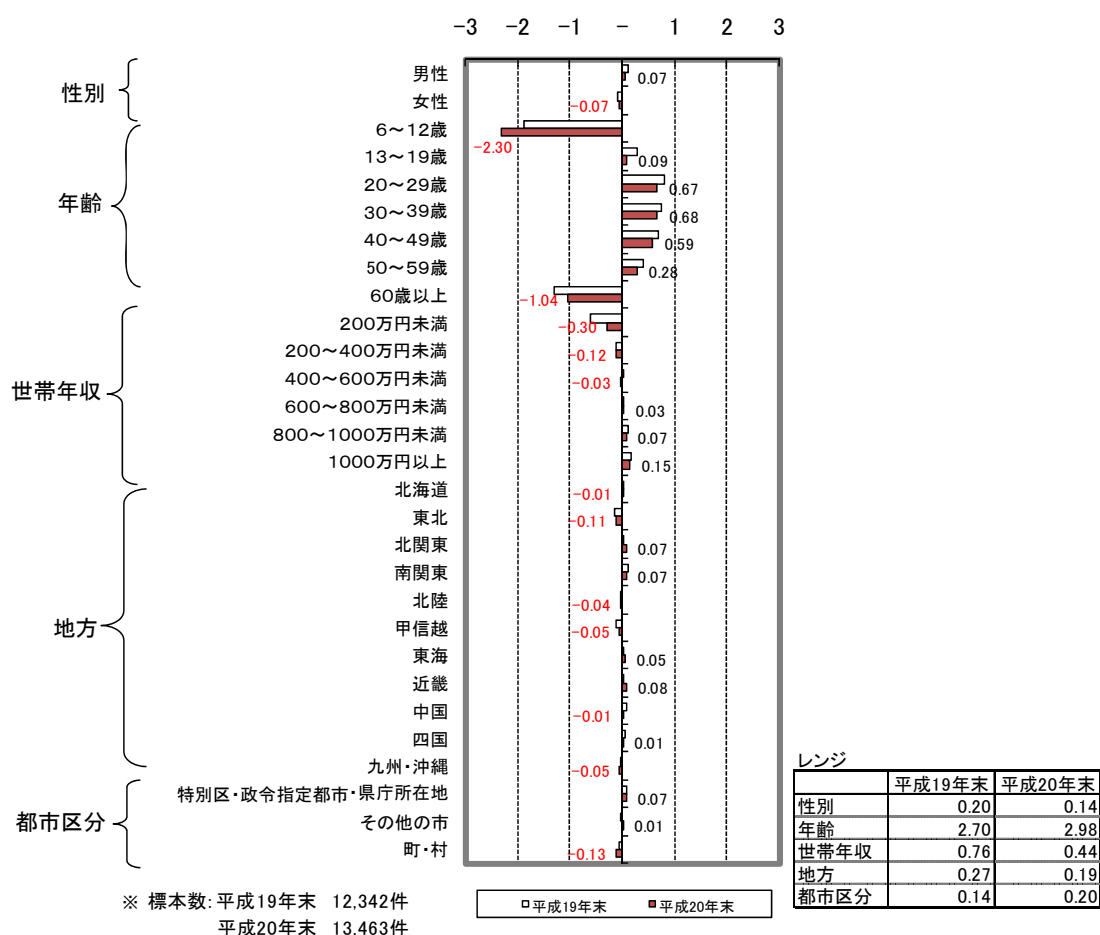 -3 -2 -1 - 1 2 3
性別
男性 0.07
女性 -0.07
年齢
6～12歳 -2.30
13～19歳 0.09
20～29歳 0.67
30～39歳 0.68
40～49歳 0.59
50～59歳 0.28
60歳以上 -1.04
世帯年収
200万円未満 -0.30
200～400万円未満 -0.12
400～600万円未満 -0.03
600～800万円未満 0.03
800～1000万円未満 0.07
1000万円以上 0.15
地方
北海道 -0.01
東北 -0.11
北関東 0.07
南関東 0.07
北陸 -0.04
甲信越 -0.05
東海 0.05
近畿 0.08
中国 -0.01
四国 0.01
九州・沖縄 -0.05
都市区分
特別区・政令指定都市・県庁所在地 0.07
その他の市 0.01
町・村 -0.13
※ 標本数：平成19年末 12,342件
平成20年末 13,463件
平成19年末 平成20年末
レンジ
平成19年末 平成20年末
性別 0.20 0.14
年齢 2.70 2.98
世帯年収 0.76 0.44
地方 0.27 0.19
都市区分 0.14 0.20